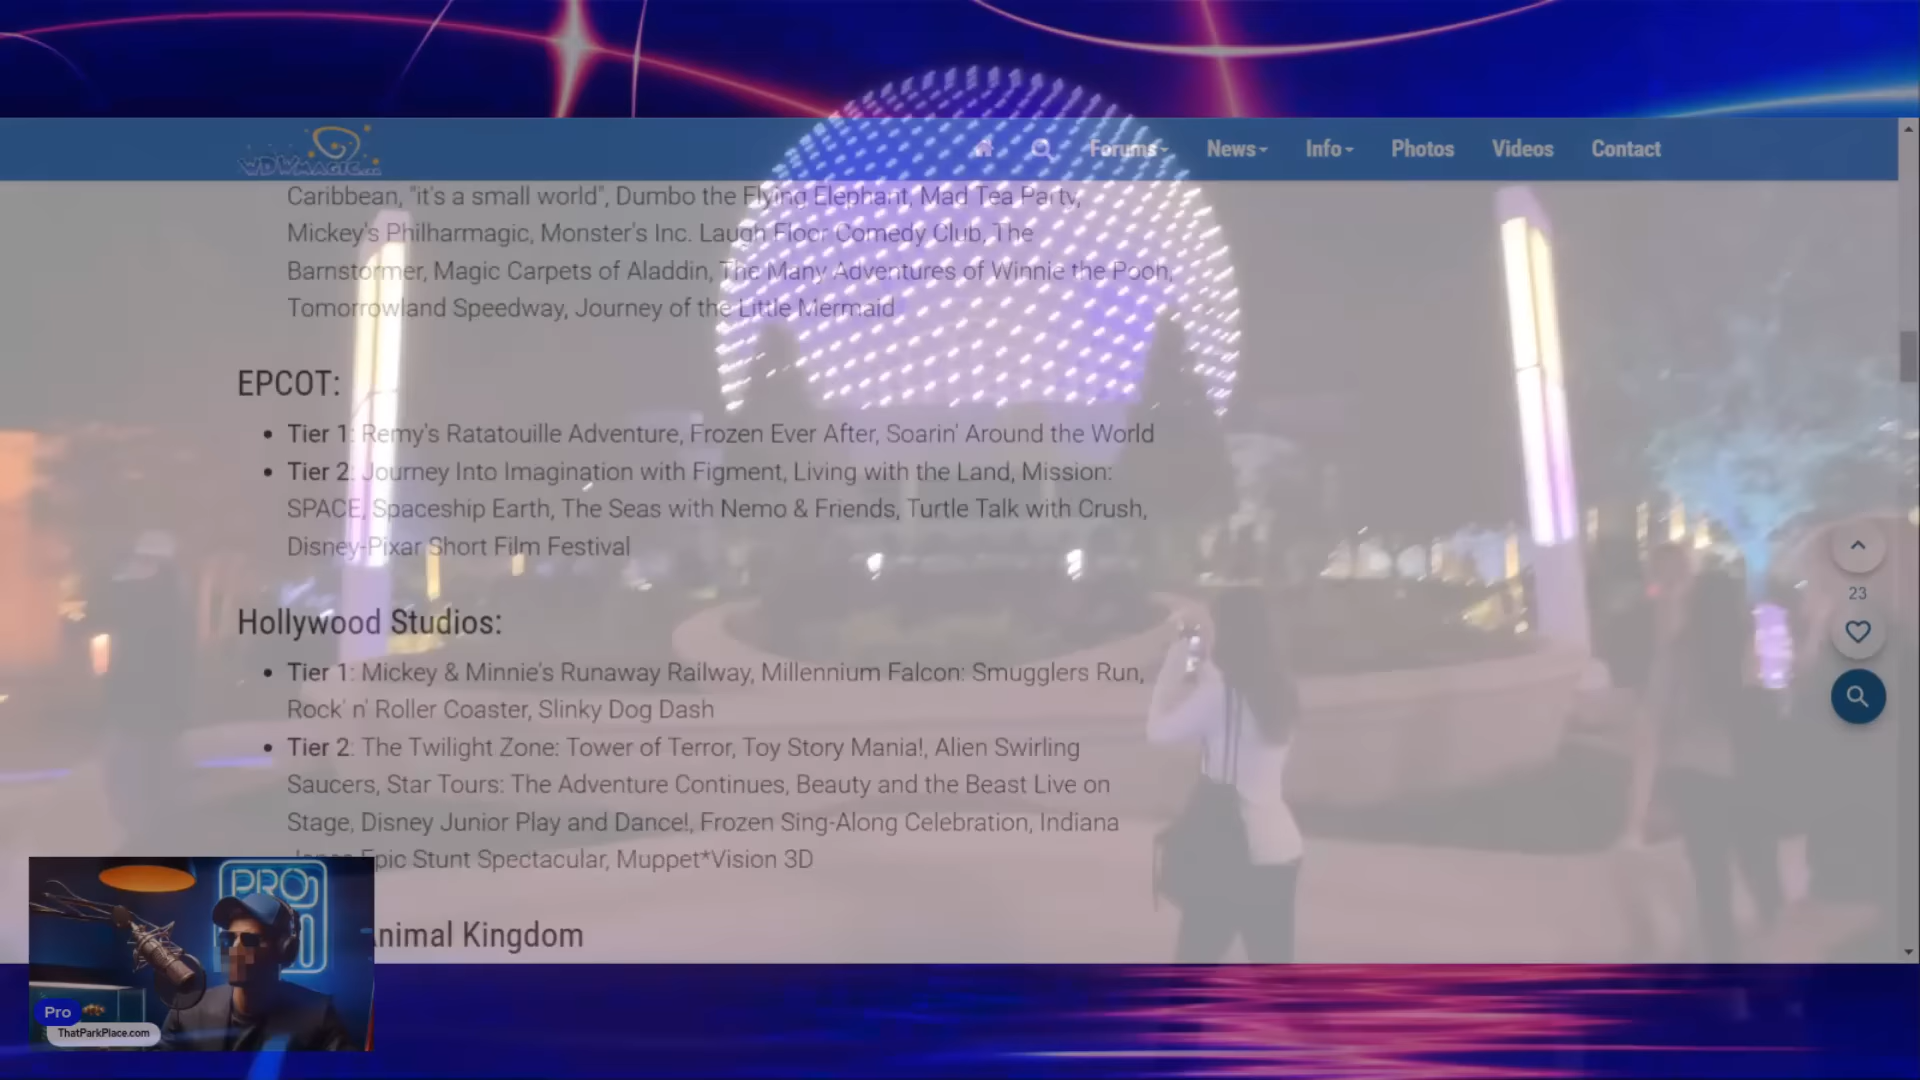 WDWMAGIC
Forums News Info Photos Videos Contact
Caribbean, "it's a small world", Dumbo the Flying Elephant, Mad Tea Party,
Mickey's Philharmagic, Monster's Inc. Laugh Floor Comedy Club, The
Barnstormer, Magic Carpets of Aladdin, The Many Adventures of Winnie the Pooh,
Tomorrowland Speedway, Journey of the Little Mermaid
EPCOT:
• Tier 1: Remy's Ratatouille Adventure, Frozen Ever After, Soarin' Around the World
• Tier 2: Journey Into Imagination with Figment, Living with the Land, Mission:
SPACE, Spaceship Earth, The Seas with Nemo & Friends, Turtle Talk with Crush,
Disney-Pixar Short Film Festival
23
Hollywood Studios:
• Tier 1: Mickey & Minnie's Runaway Railway, Millennium Falcon: Smugglers Run,
Rock' n' Roller Coaster, Slinky Dog Dash
• Tier 2: The Twilight Zone: Tower of Terror, Toy Story Mania!, Alien Swirling
Saucers, Star Tours: The Adventure Continues, Beauty and the Beast Live on
Stage, Disney Junior Play and Dance!, Frozen Sing-Along Celebration, Indiana
Epic Stunt Spectacular, Muppet*Vision 3D
Animal Kingdom
PRO
Pro
ThatParkPlace.com